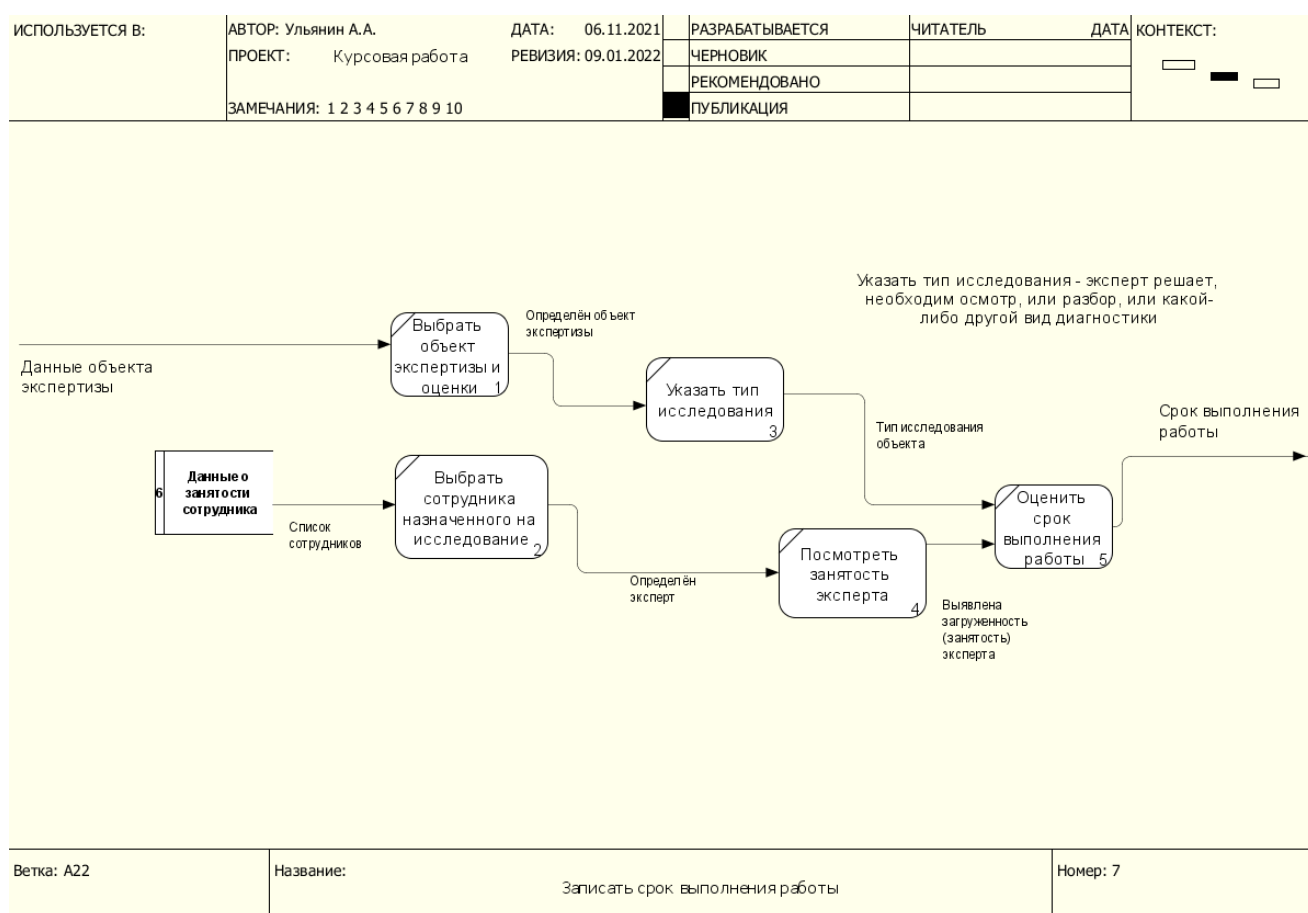 ИСПОЛЬЗУЕТСЯ В:
АВТОР: Ульянин А.А.
ДАТА: 06.11.2021
РАЗРАБАТЫВАЕТСЯ
ЧИТАТЕЛЬ
ДАТА
КОНТЕКСТ:
ПРОЕКТ: Курсовая работа
РЕВИЗИЯ: 09.01.2022
ЧЕРНОВИК
РЕКОМЕНДОВАНО
ЗАМЕЧАНИЯ: 1 2 3 4 5 6 7 8 9 10
ПУБЛИКАЦИЯ
Указать тип исследования - эксперт решает,
необходим осмотр, или разбор, или какой-
либо другой вид диагностики
Данные объекта
экспертизы
Выбрать
объект
экспертизы и
оценки 1
Определён объект
экспертизы
Указать тип
исследования
3
Тип исследования
объекта
Срок выполнения
работы
6
Данные о
занятости
сотрудника
Список
сотрудников
Выбрать
сотрудника
назначенного на
исследование
2
Определён
эксперт
Посмотреть
занятость
эксперта
4
Выявлена
загруженность
(занятость)
эксперта
Оценить
срок
выполнения
работы 5
Ветка: A22
Название:
Записать срок выполнения работы
Номер: 7